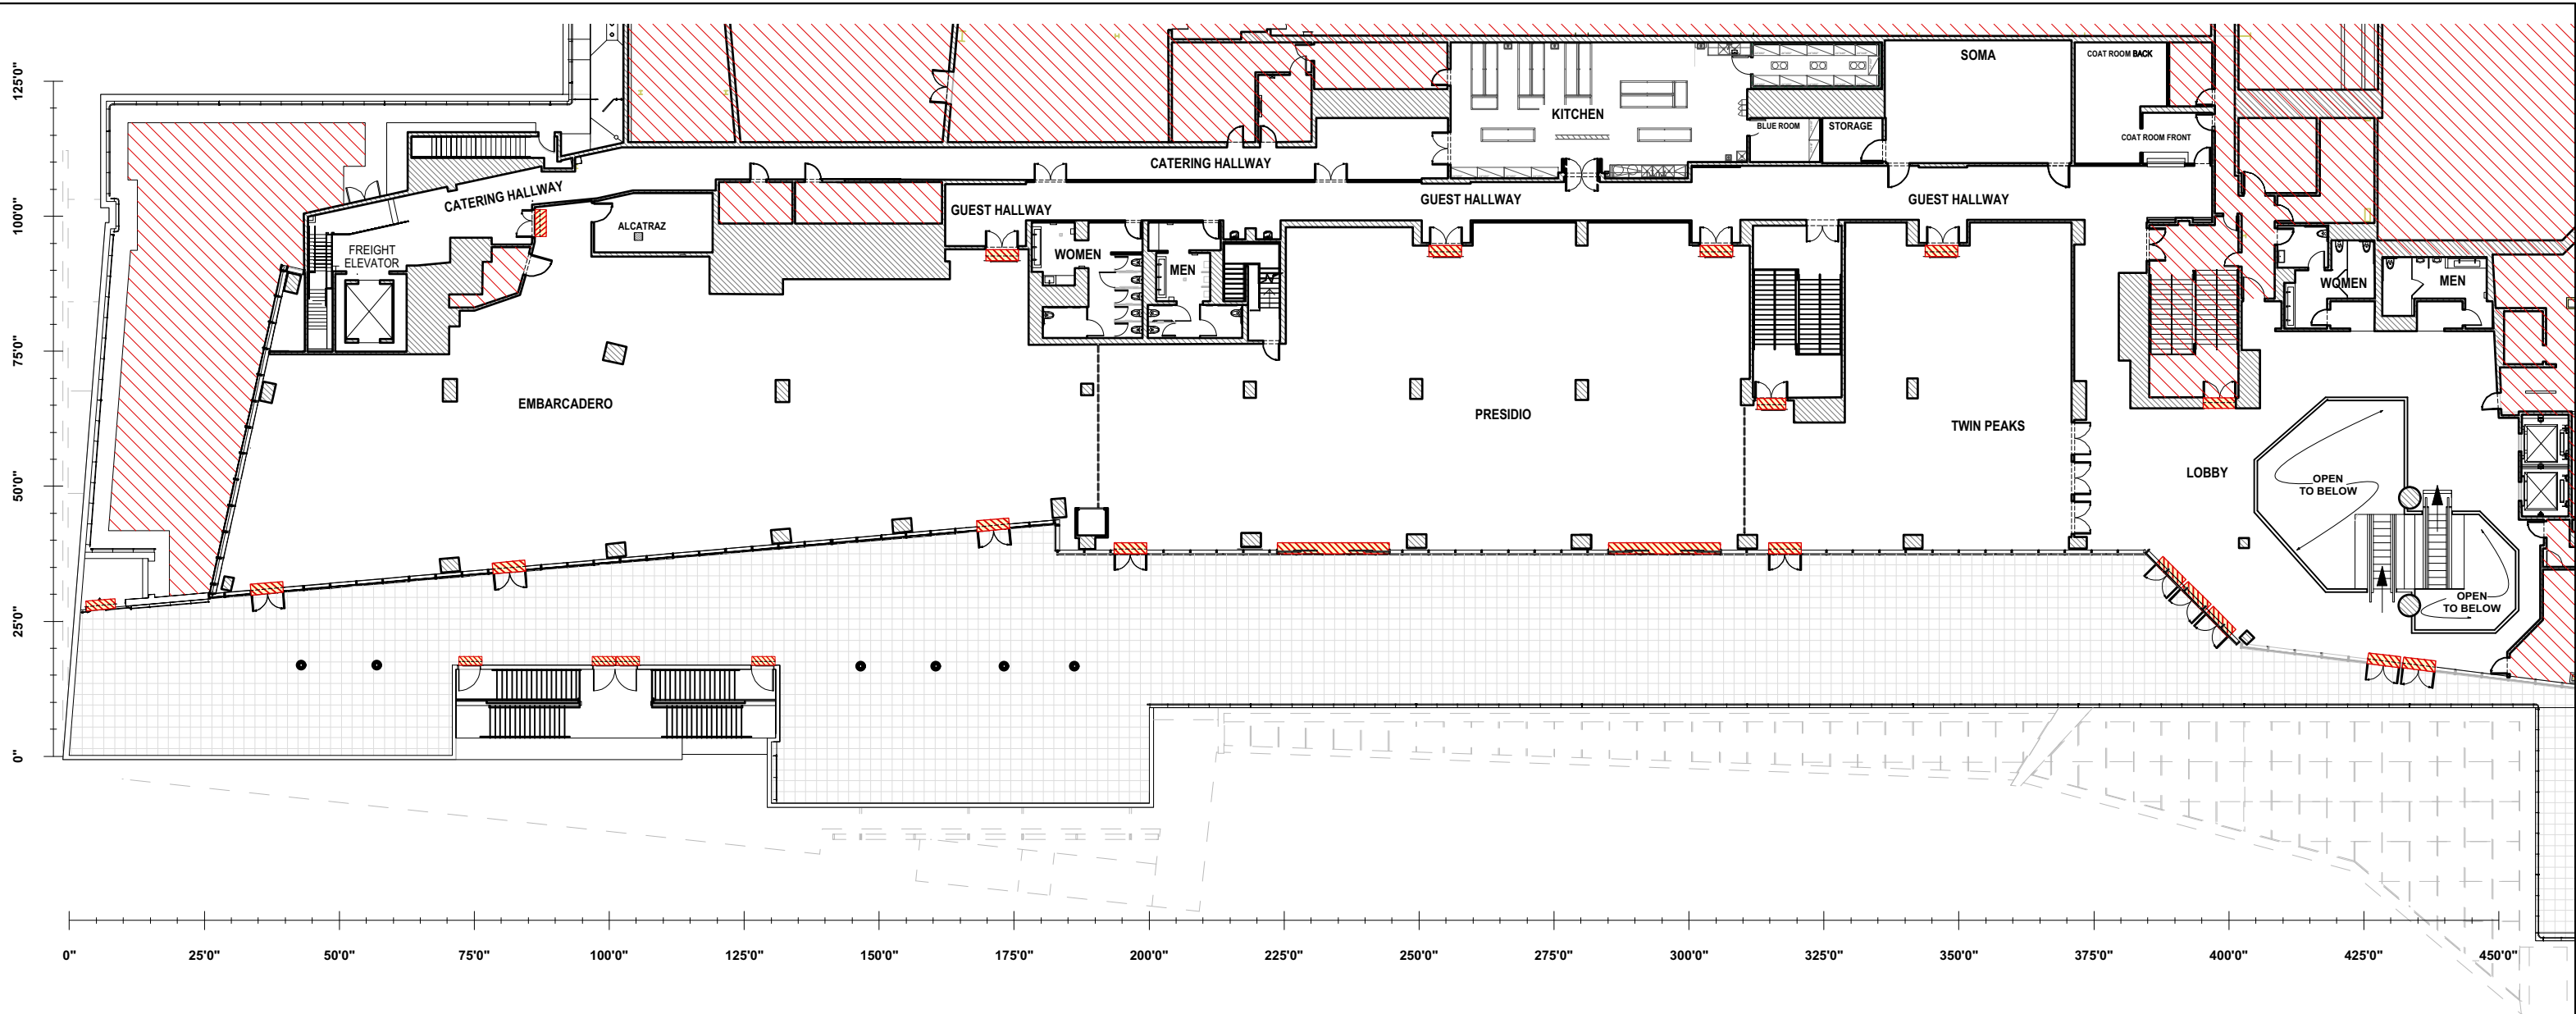 SOMA
COAT ROOM BACK
125'0"
KITCHEN
BLUE ROOM
STORAGE
COAT ROOM FRONT
CATERING HALLWAY
CATERING HALLWAY
100'0"
GUEST HALLWAY
GUEST HALLWAY
GUEST HALLWAY
ALCATRAZ
FREIGHT
ELEVATOR
WOMEN
MEN
WOMEN
MEN
75'0"
EMBARCADERO
PRESIDIO
TWIN PEAKS
LOBBY
50'0"
OPEN
TO BELOW
OPEN
TO BELOW
25'0"
0"
0"
25'0"
50'0"
75'0"
100'0"
125'0"
150'0"
175'0"
200'0"
225'0"
250'0"
275'0"
300'0"
325'0"
350'0"
375'0"
400'0"
425'0"
450'0"